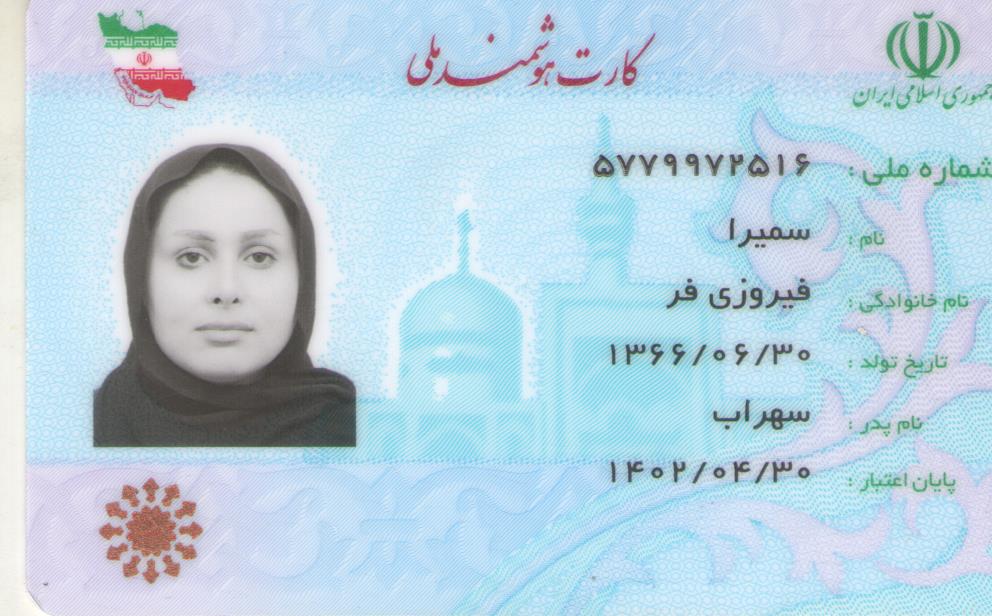 کارت هوشمند ملی
جمهوری اسلامی ایران
شماره ملی : ۵۷۷۹۹۷۲۵۱۶
نام : سمیرا
نام خانوادگی : فیروزی فر
تاریخ تولد : ۱۳۶۶/۰۶/۳۰
نام پدر : سهراب
پایان اعتبار : ۱۴۰۲/۰۴/۳۰